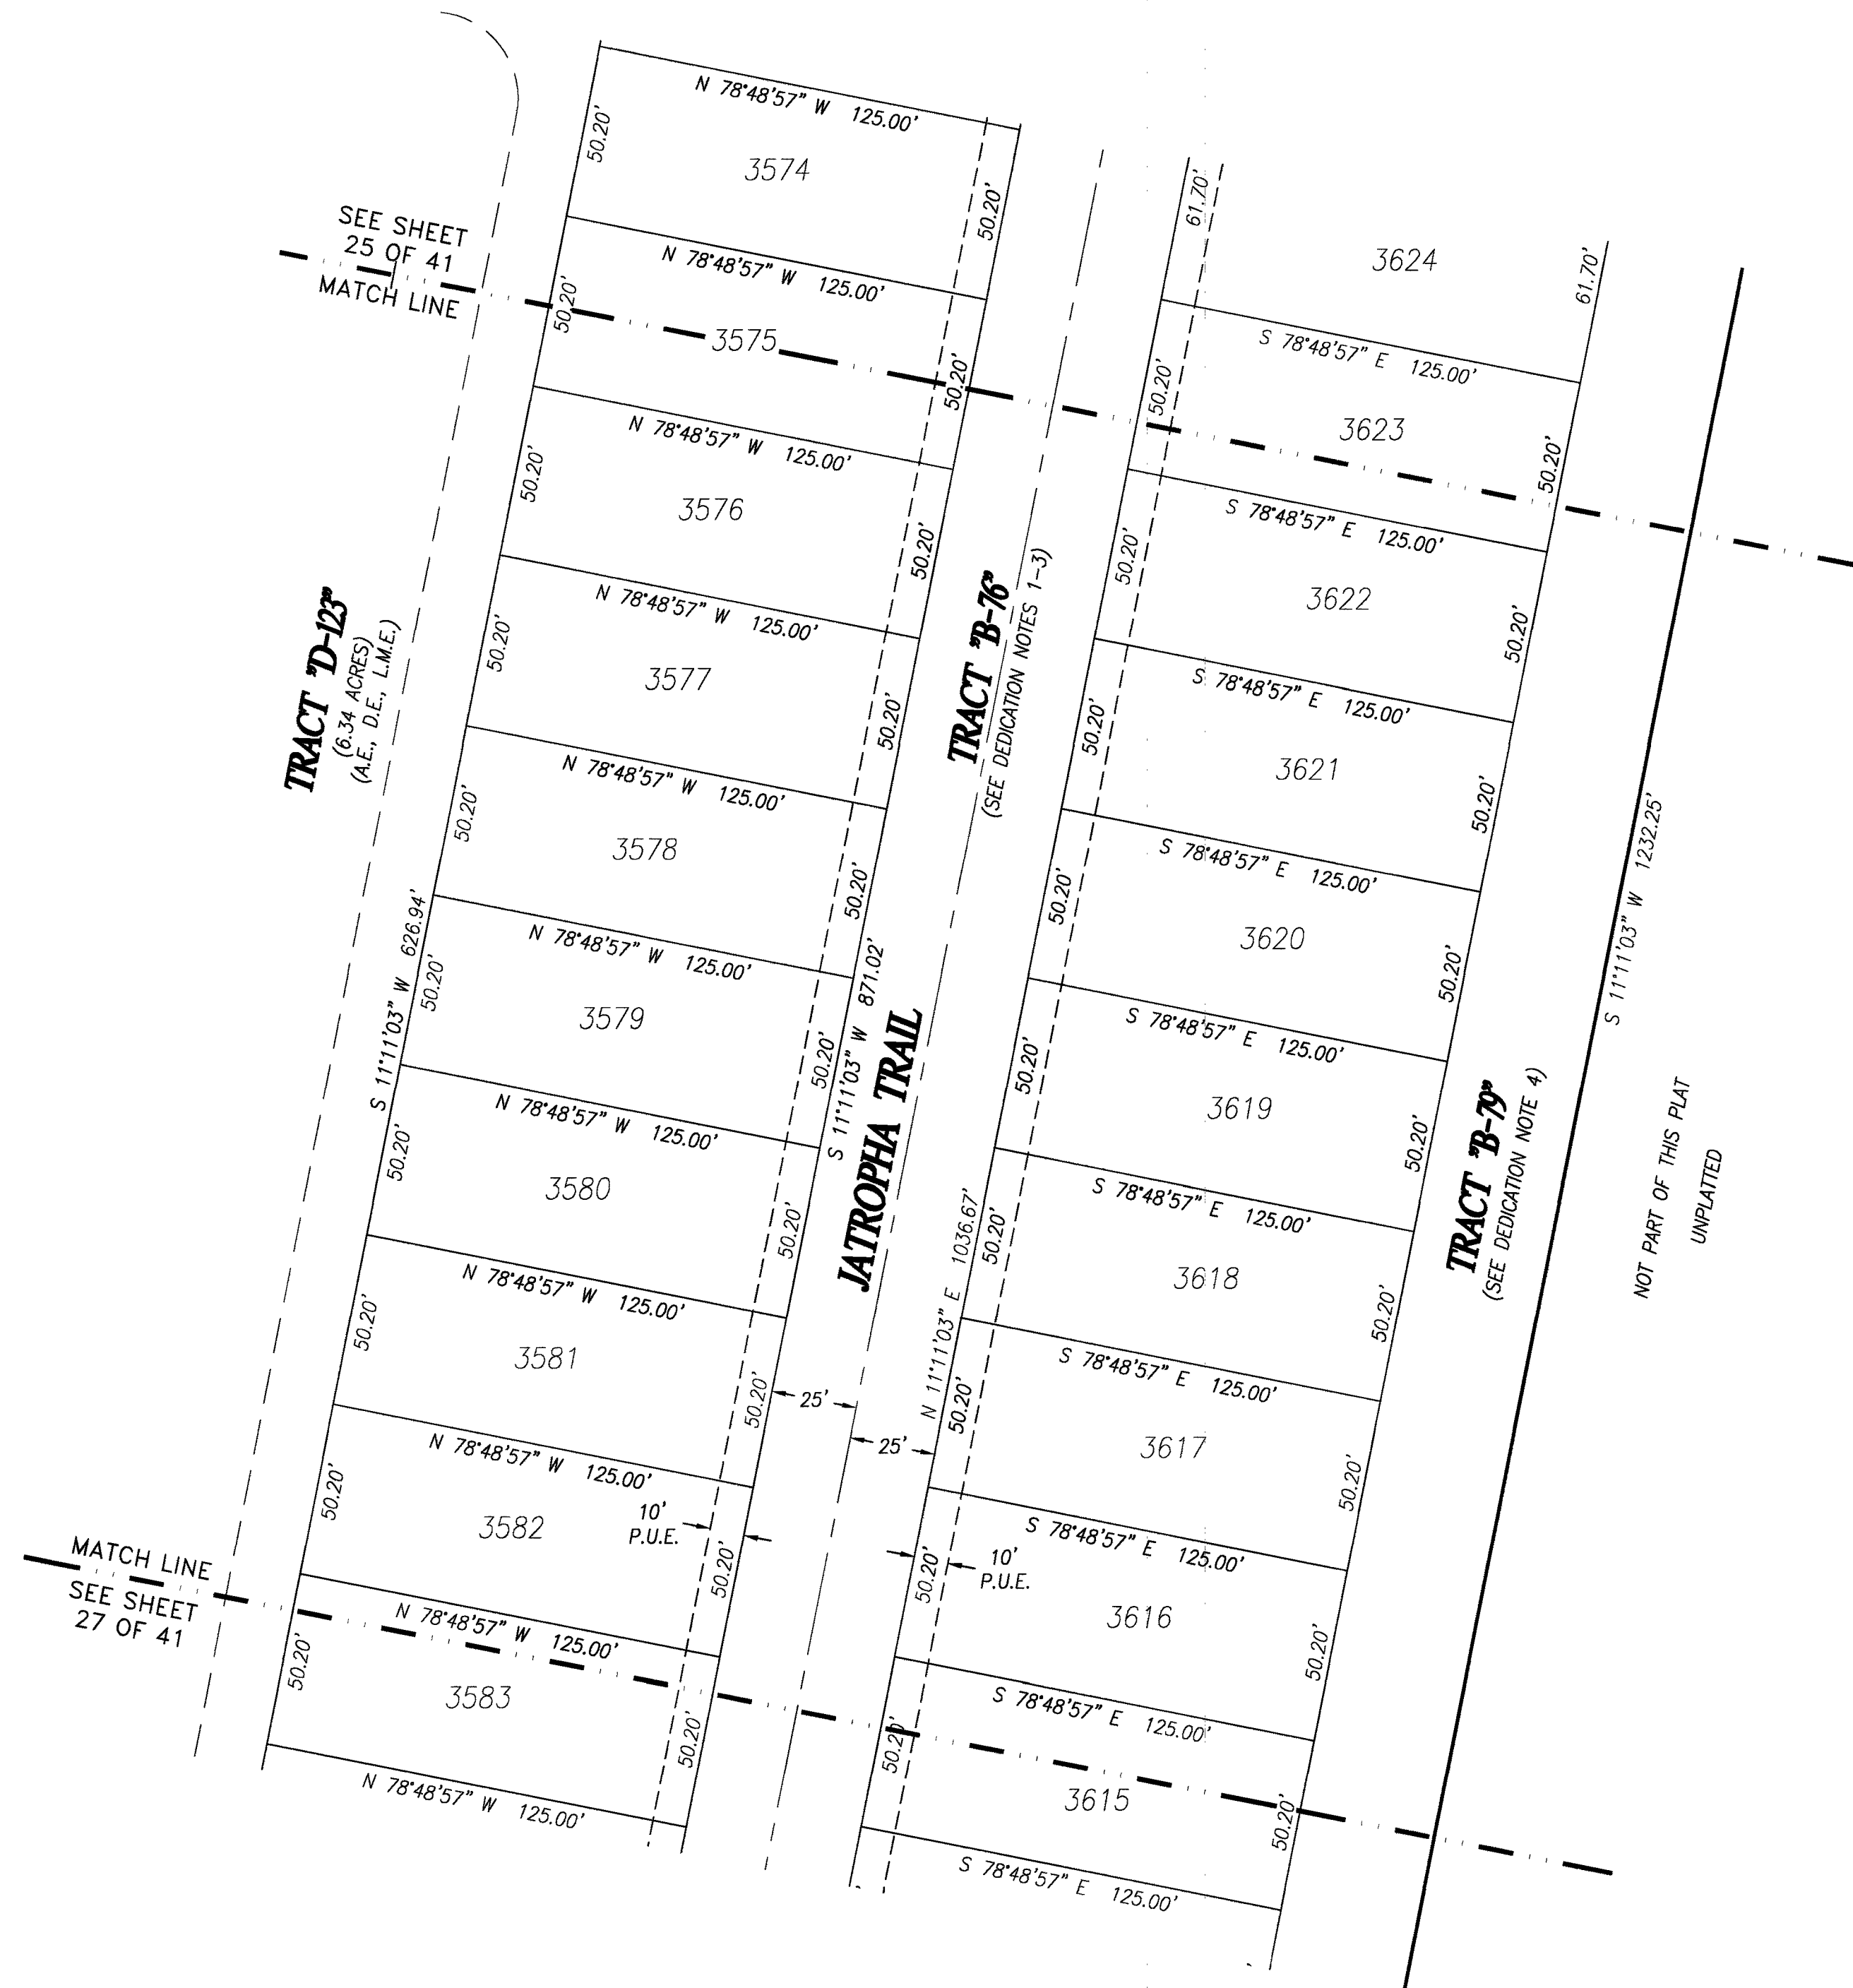 N 78°48'57" W 125.00'
50.20'
3574
50.20'
SEE SHEET
25 OF 41
MATCH LINE
N 78°48'57" W 125.00'
50.20'
3575
50.20'
N 78°48'57" W 125.00'
50.20'
3576
50.20'
N 78°48'57" W 125.00'
50.20'
3577
50.20'
N 78°48'57" W 125.00'
50.20'
3578
50.20'
N 78°48'57" W 125.00'
50.20'
3579
50.20'
N 78°48'57" W 125.00'
50.20'
3580
50.20'
N 78°48'57" W 125.00'
50.20'
3581
50.20'
N 78°48'57" W 125.00'
50.20'
3582
10'
P.U.E.
50.20'
MATCH LINE
SEE SHEET
27 OF 41
N 78°48'57" W 125.00'
50.20'
3583
50.20'
N 78°48'57" W 125.00'
TRACT "D-123"
(6.34 ACRES)
(A.E., D.E., L.M.E.)
S 11°11'03" W 626.94'
S 11°11'03" W 871.02'
TRACT "B-76"
(SEE DEDICATION NOTES 1-3)
JATROPHA TRAIL
25'
25'
N 11°11'03" E 1036.67'
61.70'
3624
61.70'
S 78°48'57" E 125.00'
50.20'
3623
50.20'
S 78°48'57" E 125.00'
50.20'
3622
50.20'
S 78°48'57" E 125.00'
50.20'
3621
50.20'
S 78°48'57" E 125.00'
50.20'
3620
50.20'
S 78°48'57" E 125.00'
50.20'
3619
50.20'
S 78°48'57" E 125.00'
50.20'
3618
50.20'
S 78°48'57" E 125.00'
50.20'
3617
50.20'
S 78°48'57" E 125.00'
50.20'
10'
P.U.E.
3616
50.20'
S 78°48'57" E 125.00'
50.20'
3615
50.20'
S 78°48'57" E 125.00'
TRACT "B-79"
(SEE DEDICATION NOTE 4)
S 11°11'03" W 1232.25'
NOT PART OF THIS PLAT
UNPLATTED